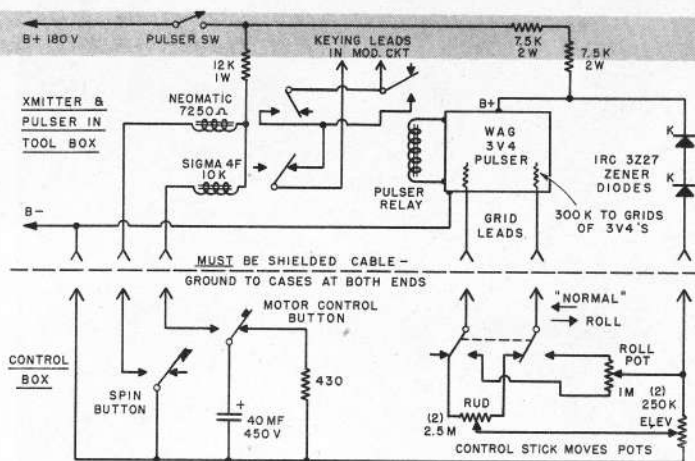 B+ 180 V
PULSER SW
KEYING LEADS
IN MOD. CKT
7.5 K
2 W
7.5 K
2 W
12 K
1 W
XMITTER &
PULSER IN
TOOL BOX
NEOMATIC
7250 Ω
SIGMA 4F
10 K
PULSER
RELAY
B+
WAG
3V4
PULSER
K
K
IRC 3Z27
ZENER
DIODES
300 K TO GRIDS
OF 3V4'S
GRID
LEADS
B-
MUST BE SHIELDED CABLE -
GROUND TO CASES AT BOTH ENDS
MOTOR CONTROL
BUTTON
"NORMAL"
ROLL
CONTROL
BOX
SPIN
BUTTON
430
+
40 MF
450 V
ROLL
POT
1 M
RUD
(2)
2.5 M
(2)
250 K
ELEV
CONTROL STICK MOVES POTS